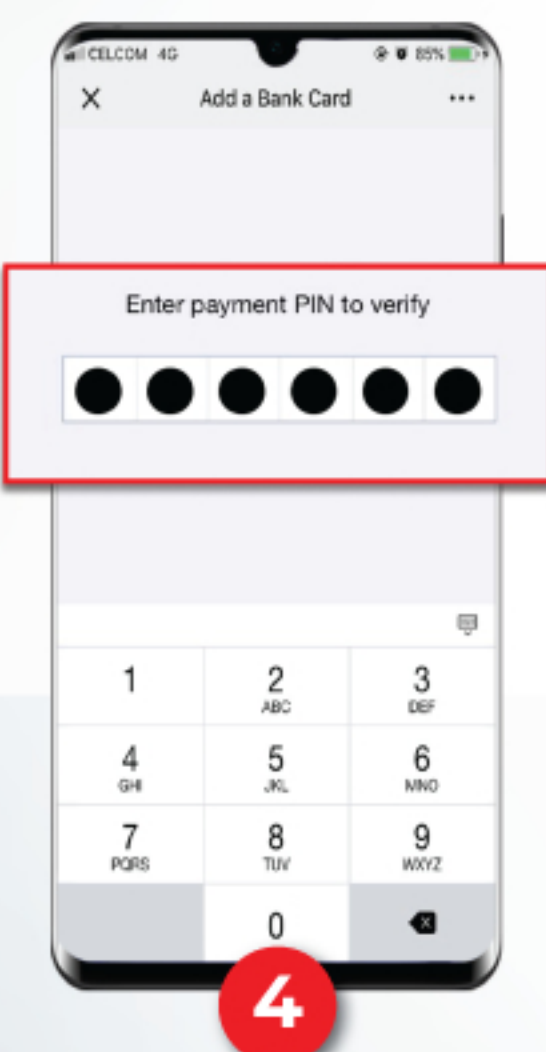 CELCOM 4G 85%
Add a Bank Card
Enter payment PIN to verify
1 2 3
ABC DEF
4 5 6
GHI JKL MNO
7 8 9
PQRS TUV WXYZ
0
4